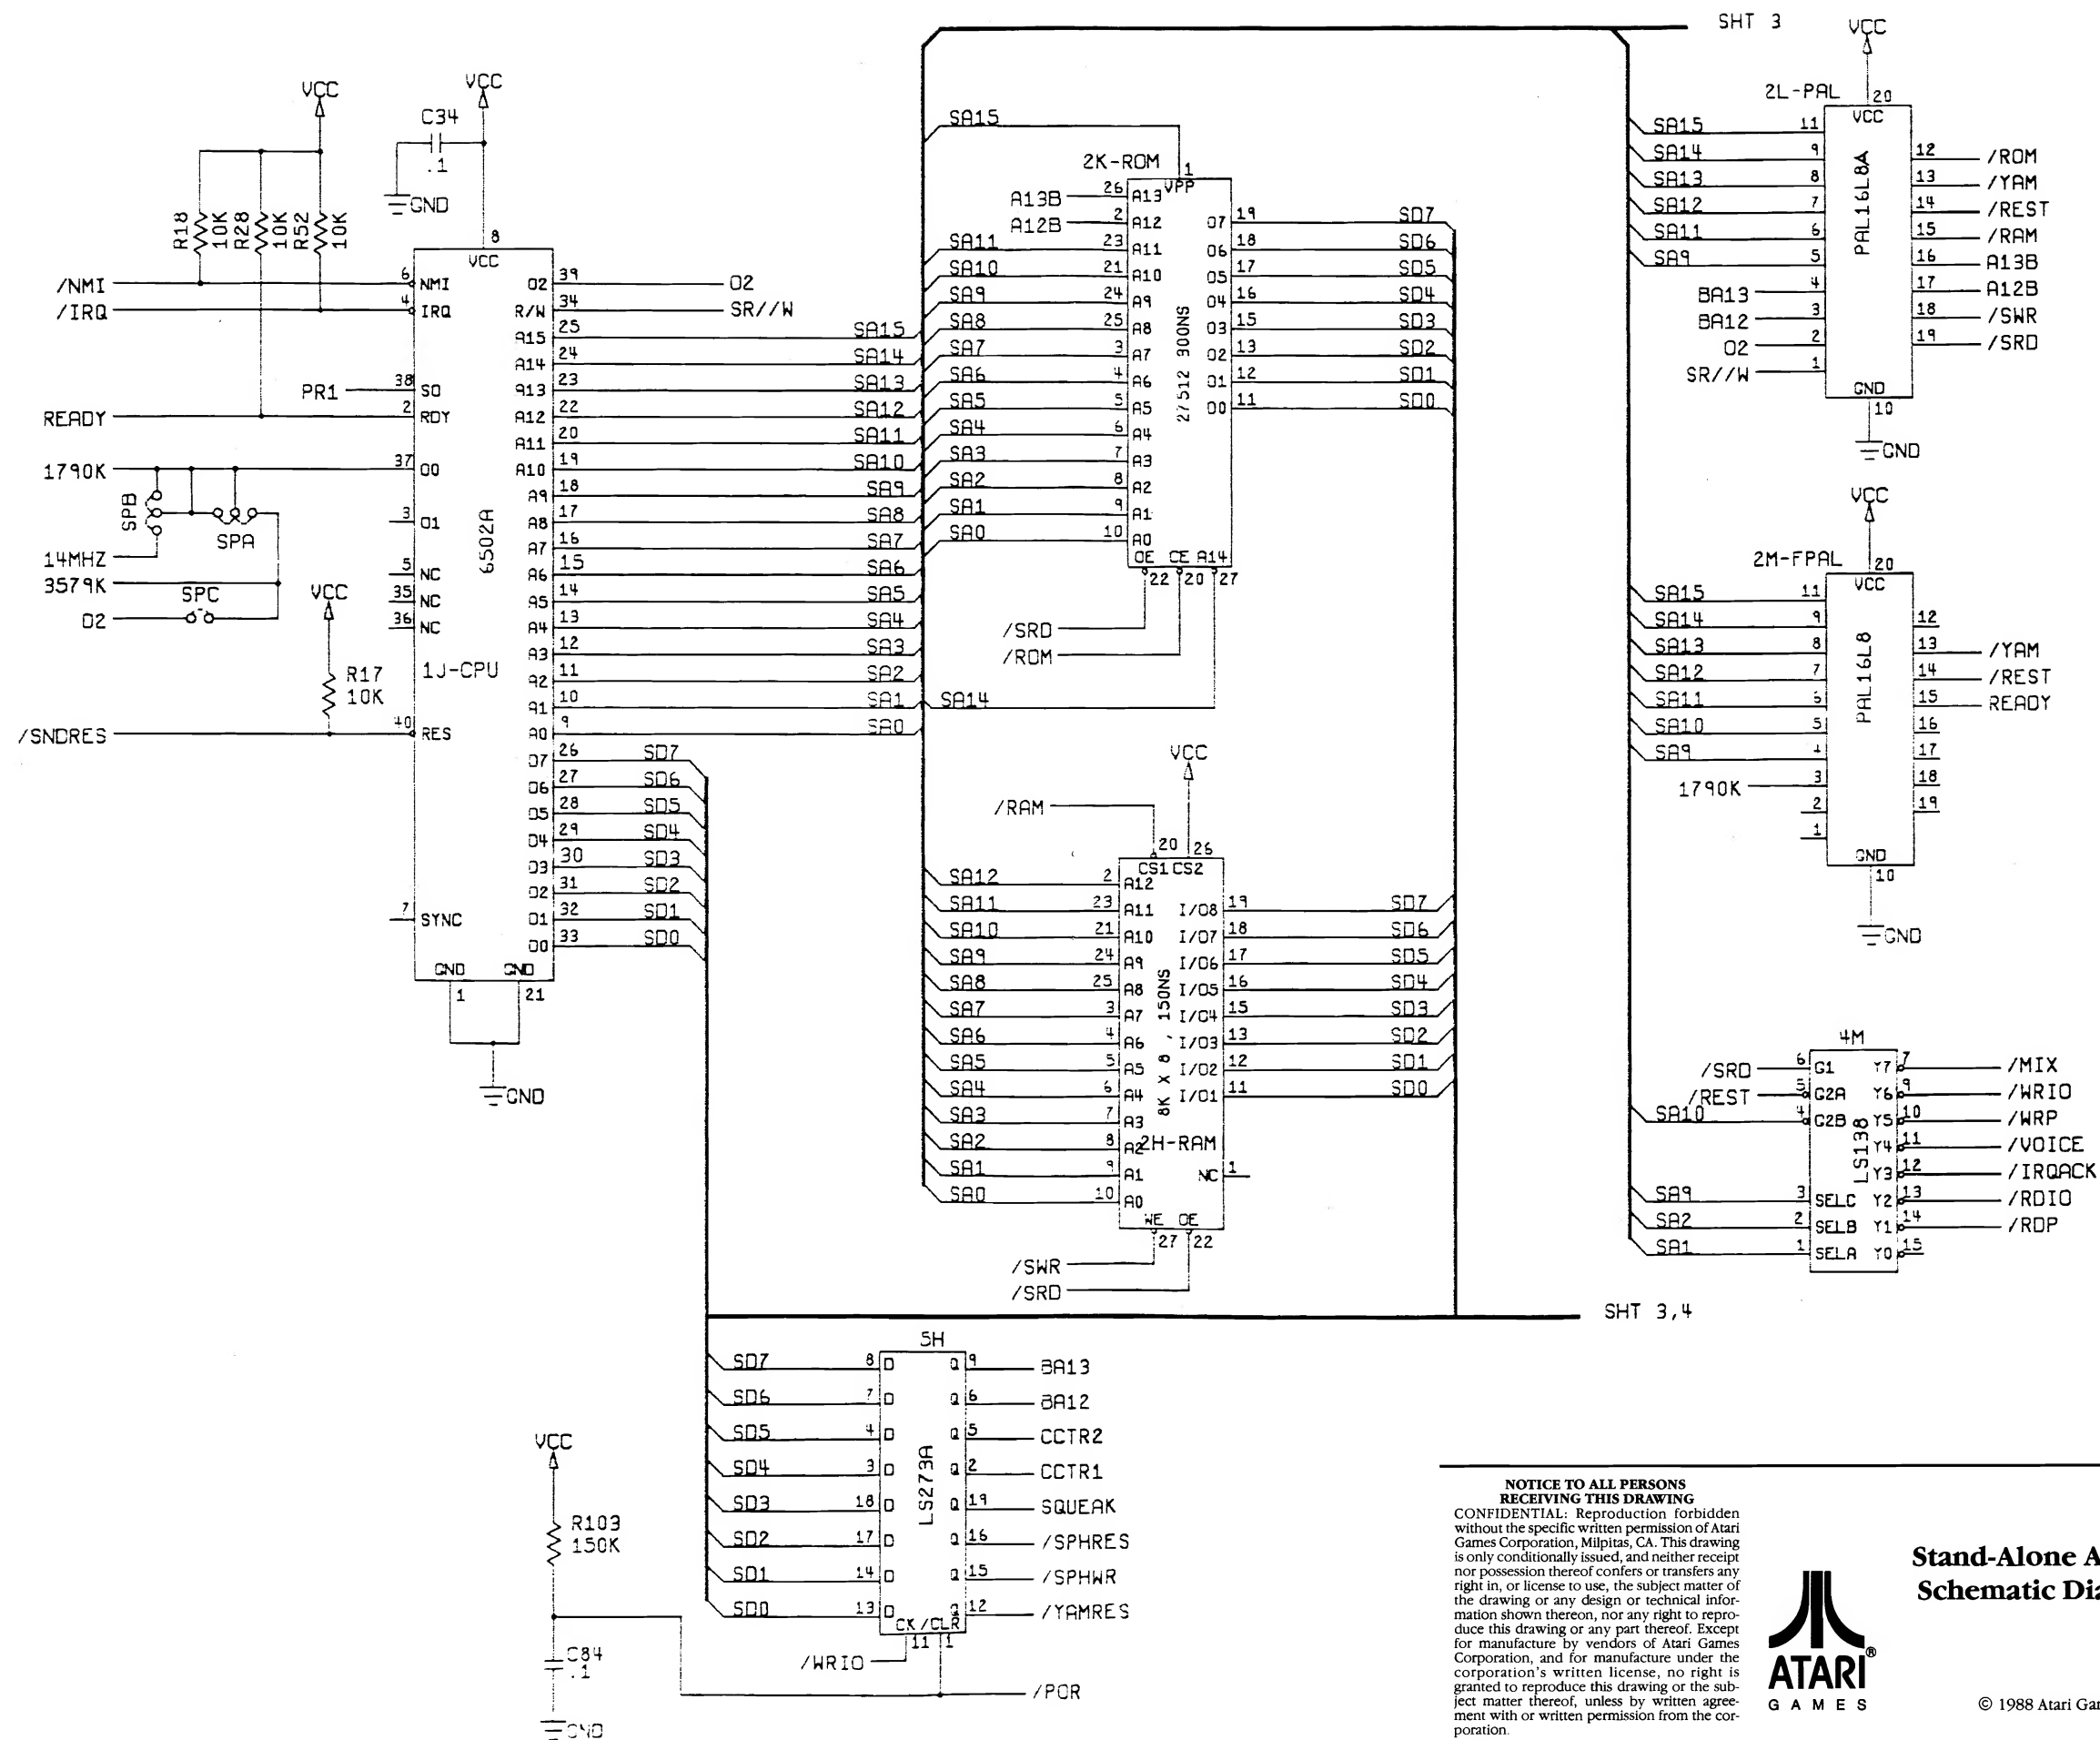 SHT 3
VCC
VCC
C34
.1
GND
R18 10K
R28 10K
R52 10K
/NMI
/IRQ
PR1
READY
1790K
SPB
SPA
14MHZ
3579K
O2
SPC
VCC
R17
10K
/SNDRES
8
VCC
6 NMI
4 IRQ
38 SO
2 RDY
37 O0
3 O1
5 NC
35 NC
36 NC
6502A
1J-CPU
40 RES
7 SYNC
GND GND
1 21
GND
O2 39 O2
R/W 34 SR//W
A15 25 SA15
A14 24 SA14
A13 23 SA13
A12 22 SA12
A11 20 SA11
A10 19 SA10
A9 18 SA9
A8 17 SA8
A7 16 SA7
A6 15 SA6
A5 14 SA5
A4 13 SA4
A3 12 SA3
A2 11 SA2
A1 10 SA1
A0 9 SA0
D7 26 SD7
D6 27 SD6
D5 28 SD5
D4 29 SD4
D3 30 SD3
D2 31 SD2
D1 32 SD1
D0 33 SD0
SA15
2K-ROM
1
VPP
A13B 26 A13
A12B 2 A12
SA11 23 A11
SA10 21 A10
SA9 24 A9
SA8 25 A8
SA7 3 A7
SA6 4 A6
SA5 5 A5
SA4 6 A4
SA3 7 A3
SA2 8 A2
SA1 9 A1
SA0 10 A0
27512 300NS
O7 19 SD7
O6 18 SD6
O5 17 SD5
O4 16 SD4
O3 15 SD3
O2 13 SD2
O1 12 SD1
O0 11 SD0
OE CE A14
22 20 27
/SRD
/ROM
SA14
VCC
/RAM
20 26
CS1 CS2
SA12 2 A12
SA11 23 A11
SA10 21 A10
SA9 24 A9
SA8 25 A8
SA7 3 A7
SA6 4 A6
SA5 5 A5
SA4 6 A4
SA3 7 A3
SA2 8 A2
SA1 9 A1
SA0 10 A0
8K X 8, 150NS
2H-RAM
I/O8 19 SD7
I/O7 18 SD6
I/O6 17 SD5
I/O5 16 SD4
I/O4 15 SD3
I/O3 13 SD2
I/O2 12 SD1
I/O1 11 SD0
NC 1
WE OE
27 22
/SWR
/SRD
SHT 3,4
5H
SD7 8 D Q 9 BA13
SD6 7 D Q 6 BA12
SD5 4 D Q 5 CCTR2
SD4 3 D Q 2 CCTR1
SD3 18 D Q 19 SQUEAK
SD2 17 D Q 16 /SPHRES
SD1 14 D Q 15 /SPHWR
SD0 13 D Q 12 /YAMRES
LS273A
CK /CLR
11 1
/WRIO
/POR
VCC
R103
150K
C84
.1
GND
VCC
2L-PAL
20
VCC
SA15 11
SA14 9
SA13 8
SA12 7
SA11 6
SA9 5
BA13 4
BA12 3
O2 2
SR//W 1
PAL16L8A
12 /ROM
13 /YAM
14 /REST
15 /RAM
16 A13B
17 A12B
18 /SWR
19 /SRD
GND
10
GND
VCC
2M-FPAL
20
VCC
SA15 11
SA14 9
SA13 8
SA12 7
SA11 6
SA10 5
SA9 4
1790K 3
2
1
PAL16L8
12
13 /YAM
14 /REST
15 READY
16
17
18
19
GND
10
GND
4M
/SRD 6 G1
/REST 5 G2A
SA10 4 G2B
SA9 3 SELC
SA2 2 SELB
SA1 1 SELA
LS138
Y7 7 /MIX
Y6 9 /WRIO
Y5 10 /WRP
Y4 11 /VOICE
Y3 12 /IRQACK
Y2 13 /RDIO
Y1 14 /RDP
Y0 15
NOTICE TO ALL PERSONS
RECEIVING THIS DRAWING
CONFIDENTIAL: Reproduction forbidden
without the specific written permission of Atari
Games Corporation, Milpitas, CA. This drawing
is only conditionally issued, and neither receipt
nor possession thereof confers or transfers any
right in, or license to use, the subject matter of
the drawing or any design or technical infor-
mation shown thereon, nor any right to repro-
duce this drawing or any part thereof. Except
for manufacture by vendors of Atari Games
Corporation, and for manufacture under the
corporation's written license, no right is
granted to reproduce this drawing or the sub-
ject matter thereof, unless by written agree-
ment with or written permission from the cor-
poration.
ATARI®
GAMES
Stand-Alone A
Schematic Dia
© 1988 Atari Gar